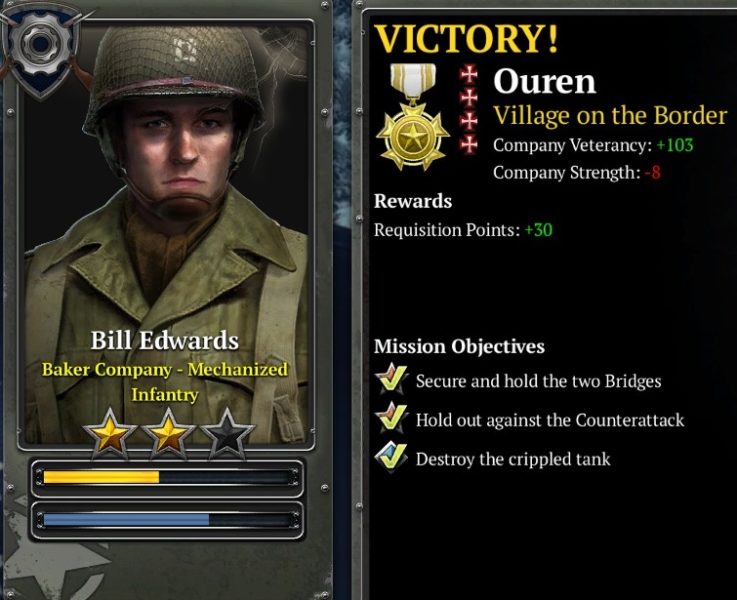 Bill Edwards
Baker Company - Mechanized
Infantry
VICTORY!
Ouren
Village on the Border
Company Veterancy: +103
Company Strength: -8
Rewards
Requisition Points: +30
Mission Objectives
Secure and hold the two Bridges
Hold out against the Counterattack
Destroy the crippled tank